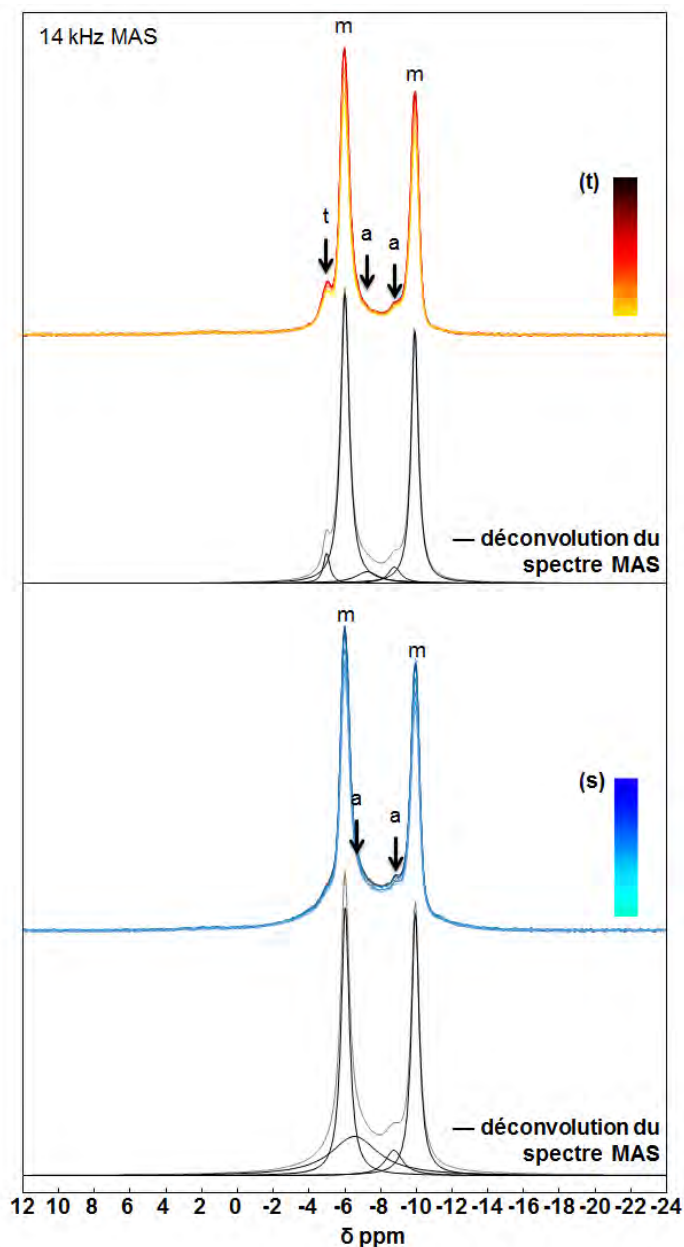 14 kHz MAS
m
m
(t)
t
a
a
— déconvolution du
spectre MAS
m
m
(s)
a
a
— déconvolution du
spectre MAS
12 10 8 6 4 2 0 -2 -4 -6 -8 -10 -12 -14 -16 -18 -20 -22 -24
δ ppm